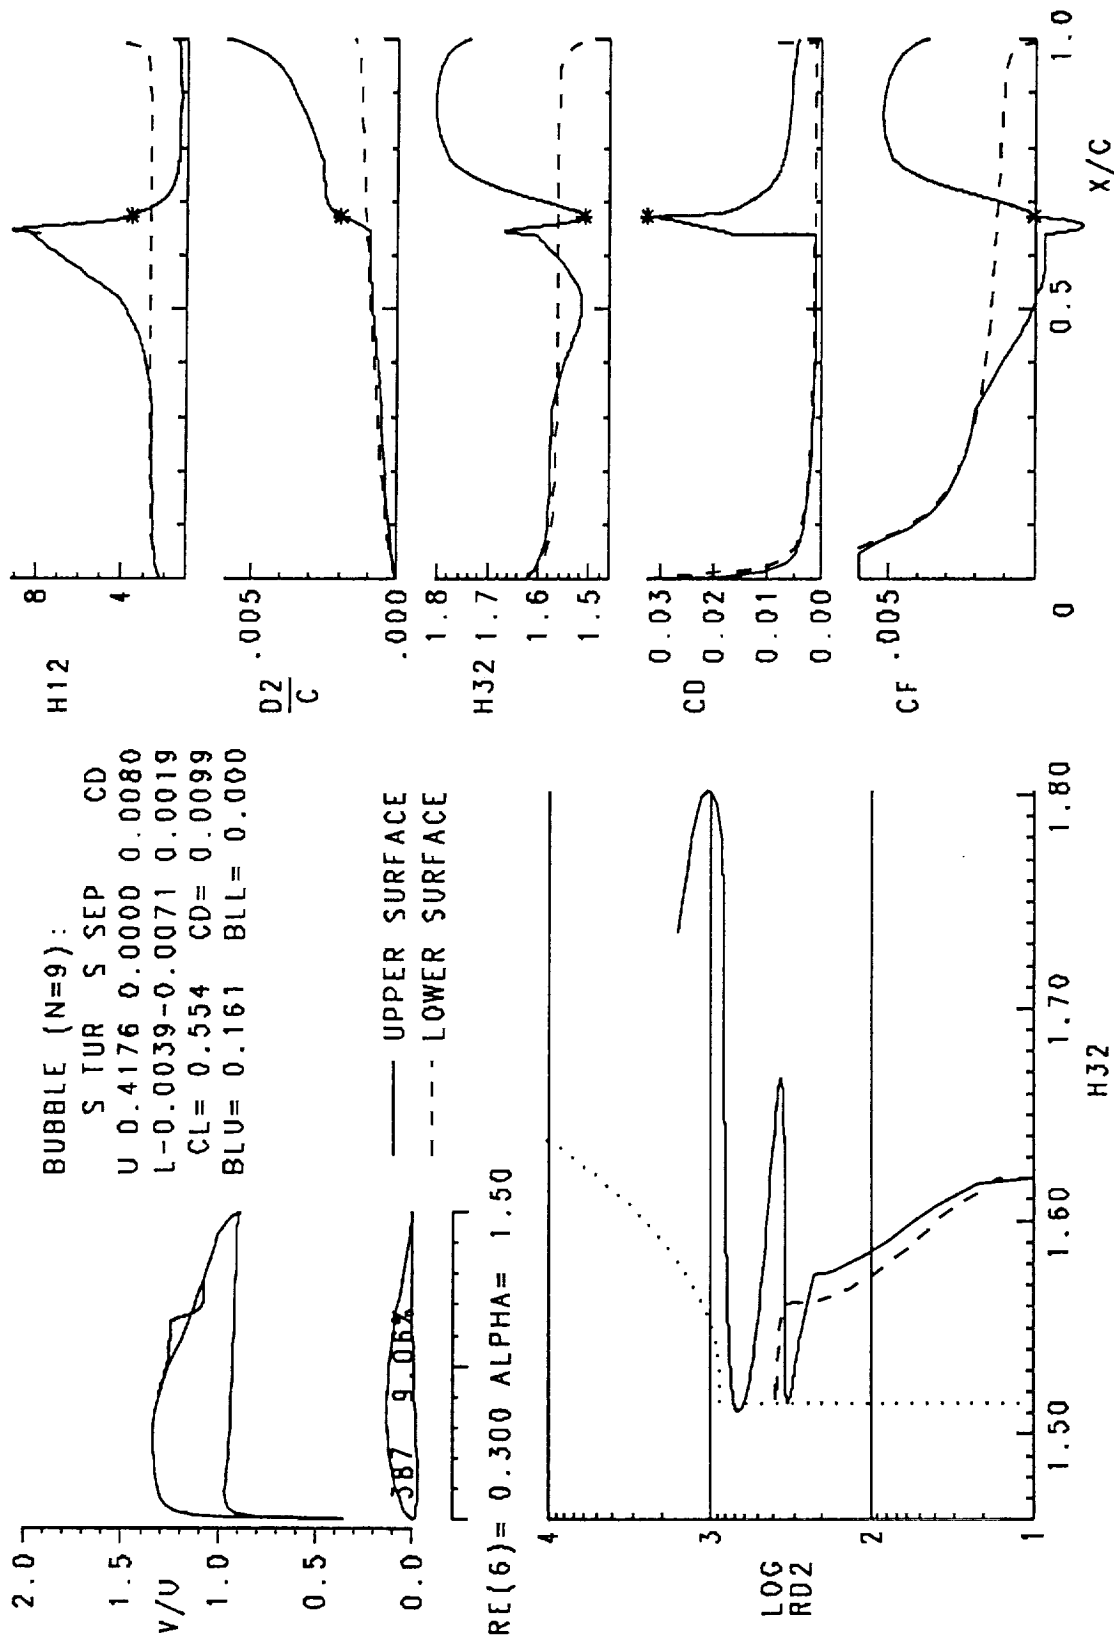 BUBBLE (N=9):
S TUR S SEP CD
U 0.4176 0.0000 0.0080
L-0.0039-0.0071 0.0019
CL= 0.554 CD= 0.0099
BLU= 0.161 BLL= 0.000
UPPER SURFACE
LOWER SURFACE
2.0
1.5
V/U
1.0
0.5
0.0
387 9.06%
RE(6)= 0.300 ALPHA= 1.50
4
LOG
RD2
3
2
1
1.50
1.60
1.70
1.80
H32
H12
8
4
D2
C
.005
.000
H32
1.8
1.7
1.6
1.5
CD
0.03
0.02
0.01
0.00
CF
.005
0
0.5
1.0
X/C